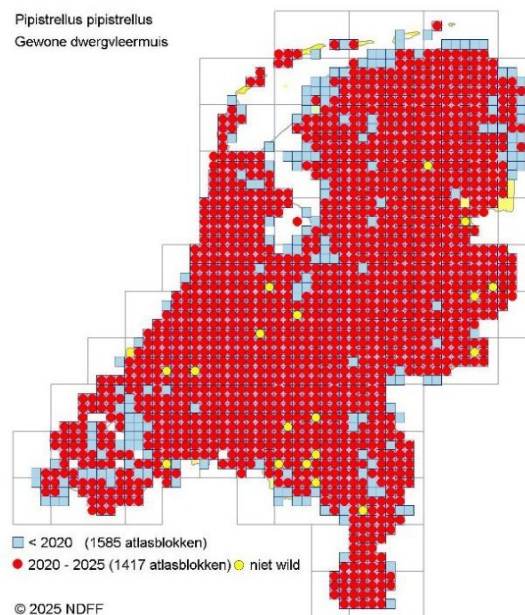 Pipistrellus pipistrellus
Gewone dwergvleermuis
< 2020 (1585 atlasblokken)
2020 - 2025 (1417 atlasblokken) niet wild
© 2025 NDFF